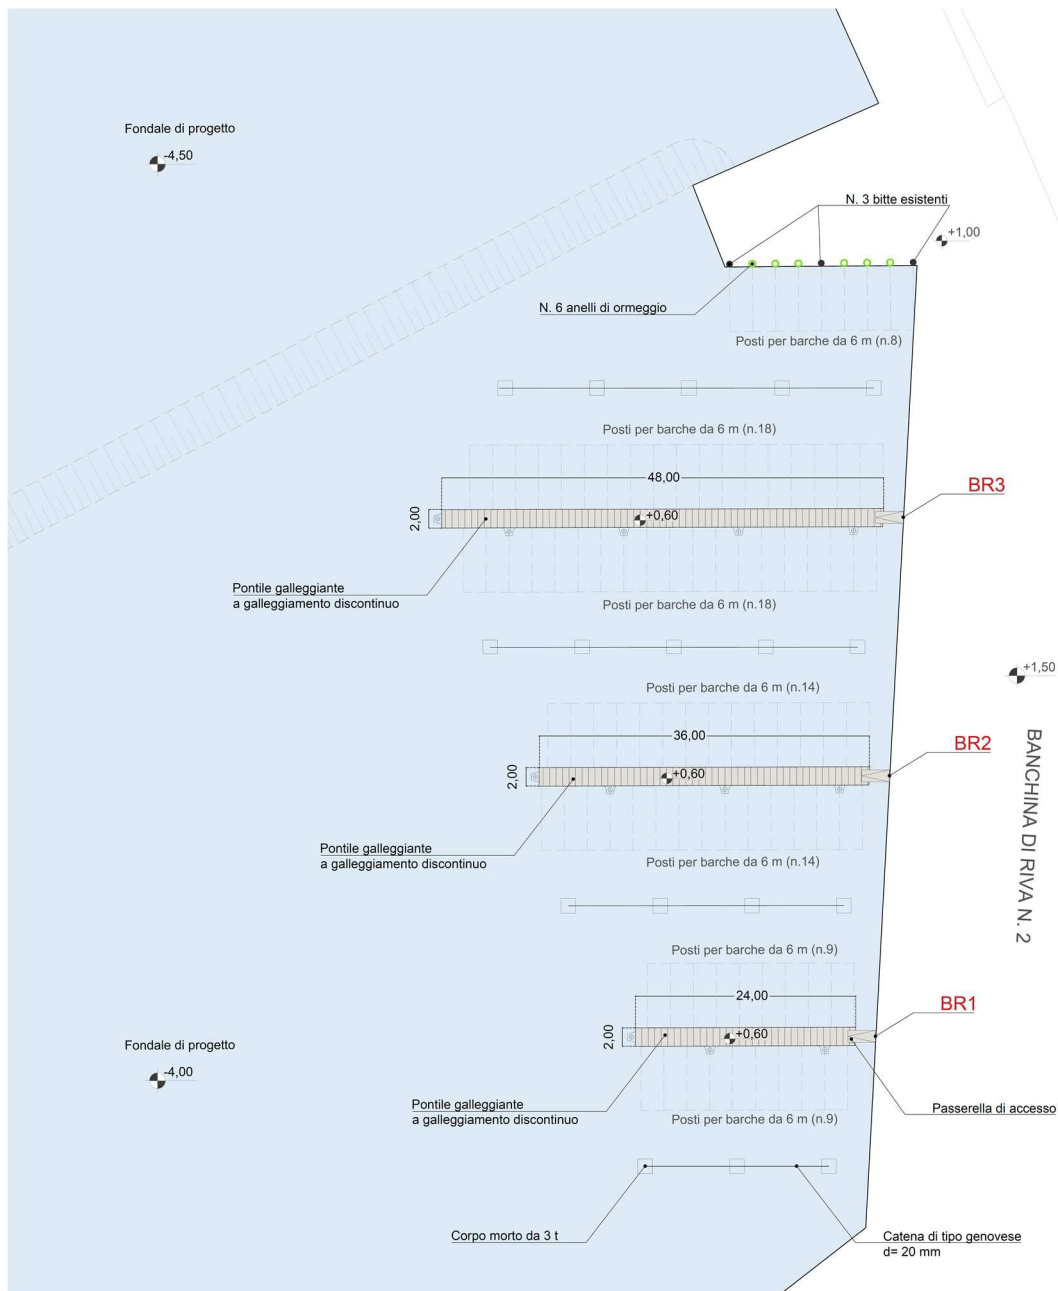 Fondale di progetto
-4,50
N. 3 bitte esistenti
+1,00
N. 6 anelli di ormeggio
Posti per barche da 6 m (n.8)
Posti per barche da 6 m (n.18)
48,00
BR3
2,00
+0,60
Pontile galleggiante
a galleggiamento discontinuo
Posti per barche da 6 m (n.18)
+1,50
Posti per barche da 6 m (n.14)
36,00
BR2
2,00
+0,60
BANCHINA DI RIVA N. 2
Pontile galleggiante
a galleggiamento discontinuo
Posti per barche da 6 m (n.14)
Posti per barche da 6 m (n.9)
24,00
BR1
2,00
+0,60
Fondale di progetto
-4,00
Pontile galleggiante
a galleggiamento discontinuo
Passerella di accesso
Posti per barche da 6 m (n.9)
Corpo morto da 3 t
Catena di tipo genovese
d= 20 mm